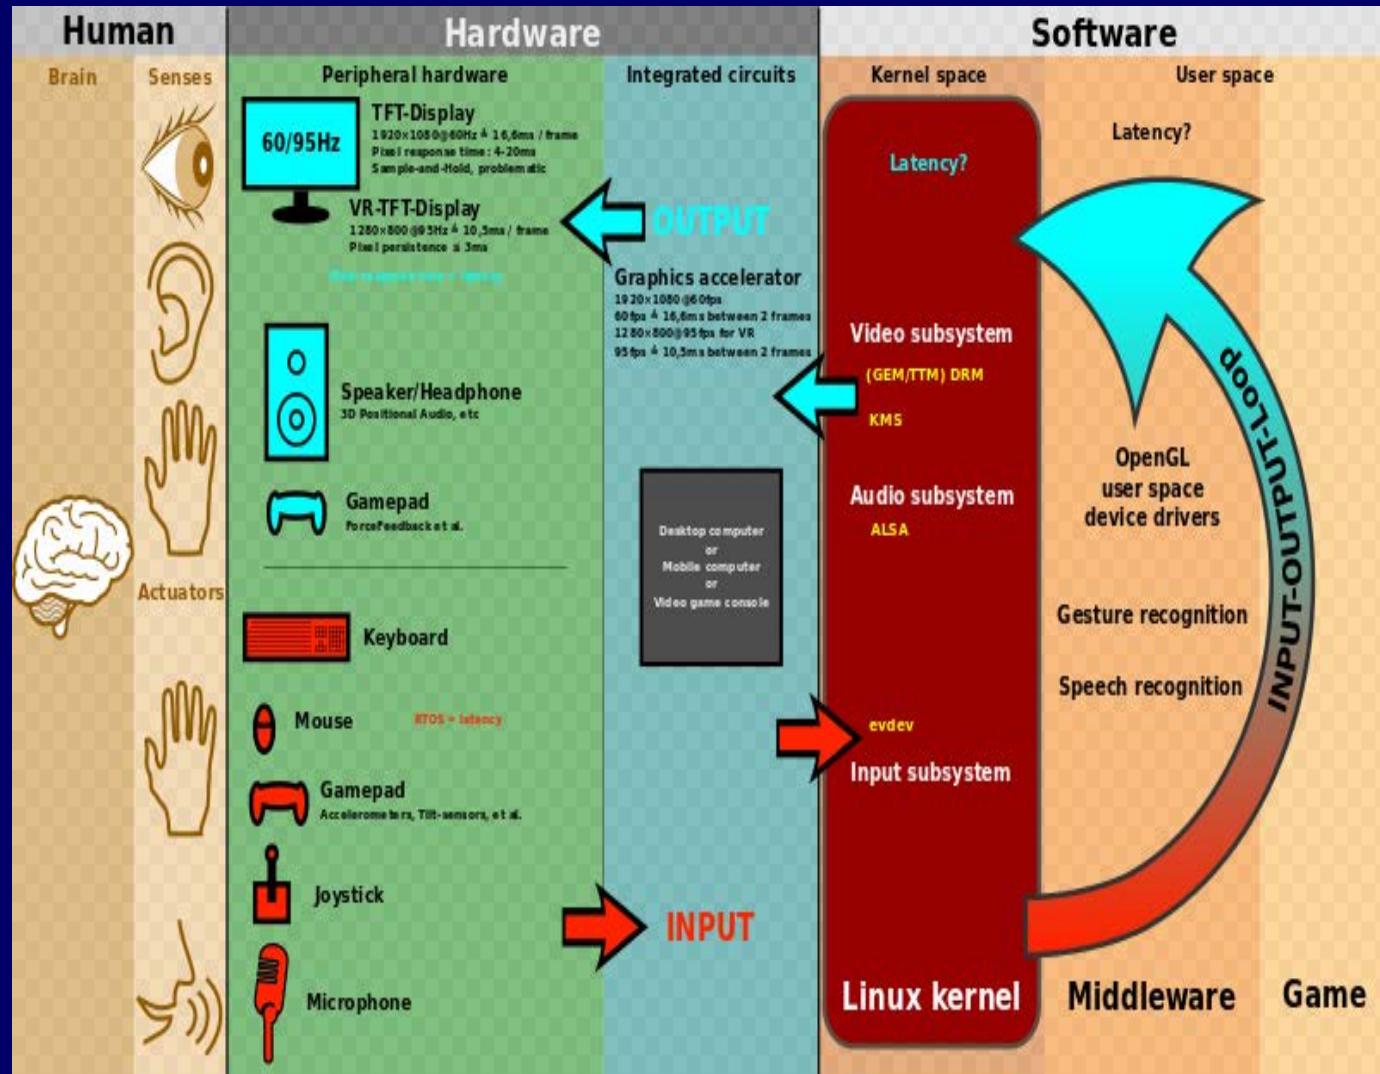 Human
Hardware
Software
Brain
Senses
Peripheral hardware
Integrated circuits
Kernel space
User space
60/95Hz
TFT-Display
1920×1080@60Hz ≙ 16,6ms / frame
Pixel response time: 4-20ms
Sample-and-Hold, problematic
VR-TFT-Display
1280×800@95Hz ≙ 10,5ms / frame
Pixel persistence ≤ 3ms
OUTPUT
Graphics accelerator
1920×1080@60fps
60fps ≙ 16,6ms between 2 frames
1280×800@95fps for VR
95fps ≙ 10,5ms between 2 frames
Speaker/Headphone
3D Positional Audio, etc
Gamepad
ForceFeedback et al.
Actuators
Keyboard
Mouse
RTOS = latency
Gamepad
Accelerometers, Tilt-sensors, et al.
Joystick
Microphone
INPUT
Desktop computer
or
Mobile computer
or
Video game console
Latency?
Video subsystem
(GEM/TTM) DRM
KMS
Audio subsystem
ALSA
evdev
Input subsystem
Linux kernel
Latency?
OpenGL
user space
device drivers
Gesture recognition
Speech recognition
INPUT-OUTPUT-Loop
Middleware
Game